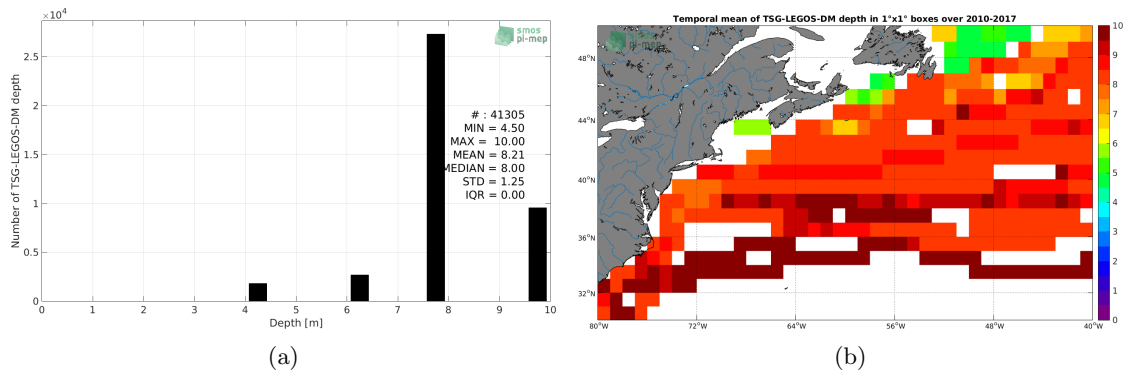 ×10⁴
smos
pi-mep
2.5
2
1.5
1
0.5
0
Number of TSG-LEGOS-DM depth
# : 41305
MIN = 4.50
MAX = 10.00
MEAN = 8.21
MEDIAN = 8.00
STD = 1.25
IQR = 0.00
0 1 2 3 4 5 6 7 8 9 10
Depth [m]
(a)
Temporal mean of TSG-LEGOS-DM depth in 1°x1° boxes over 2010-2017
smos
pi-mep
48°N
44°N
40°N
36°N
32°N
80°W 72°W 64°W 56°W 48°W 40°W
10
9
8
7
6
5
4
3
2
1
0
(b)